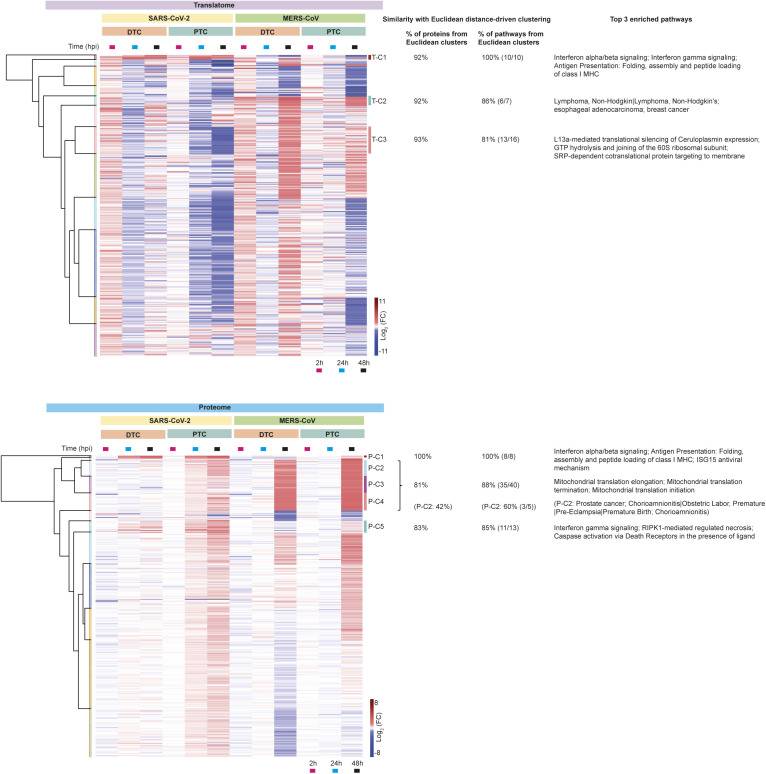 Translatome
SARS-CoV-2 MERS-CoV
DTC PTC DTC PTC
Time (hpi)
Similarity with Euclidean distance-driven clustering Top 3 enriched pathways
% of proteins from % of pathways from
Euclidean clusters Euclidean clusters
T-C1 92% 100% (10/10) Interferon alpha/beta signaling; Interferon gamma signaling;
Antigen Presentation: Folding, assembly and peptide loading
of class I MHC
T-C2 92% 86% (6/7) Lymphoma, Non-Hodgkin|Lymphoma, Non-Hodgkin's;
esophageal adenocarcinoma; breast cancer
T-C3 93% 81% (13/16) L13a-mediated translational silencing of Ceruloplasmin expression;
GTP hydrolysis and joining of the 60S ribosomal subunit;
SRP-dependent cotranslational protein targeting to membrane
11
Log2 (FC)
-11
2h 24h 48h
Proteome
SARS-CoV-2 MERS-CoV
DTC PTC DTC PTC
Time (hpi)
P-C1 100% 100% (8/8) Interferon alpha/beta signaling; Antigen Presentation: Folding,
assembly and peptide loading of class I MHC; ISG15 antiviral
mechanism
P-C2
P-C3 81% 88% (35/40) Mitochondrial translation elongation; Mitochondrial translation
termination; Mitochondrial translation initiation
P-C4 (P-C2: 42%) (P-C2: 60% (3/5)) (P-C2: Prostate cancer; Chorioamnionitis|Obstetric Labor, Premature
|Pre-Eclampsia|Premature Birth; Chorioamnionitis)
P-C5 83% 85% (11/13) Interferon gamma signaling; RIPK1-mediated regulated necrosis;
Caspase activation via Death Receptors in the presence of ligand
8
Log2 (FC)
-8
2h 24h 48h